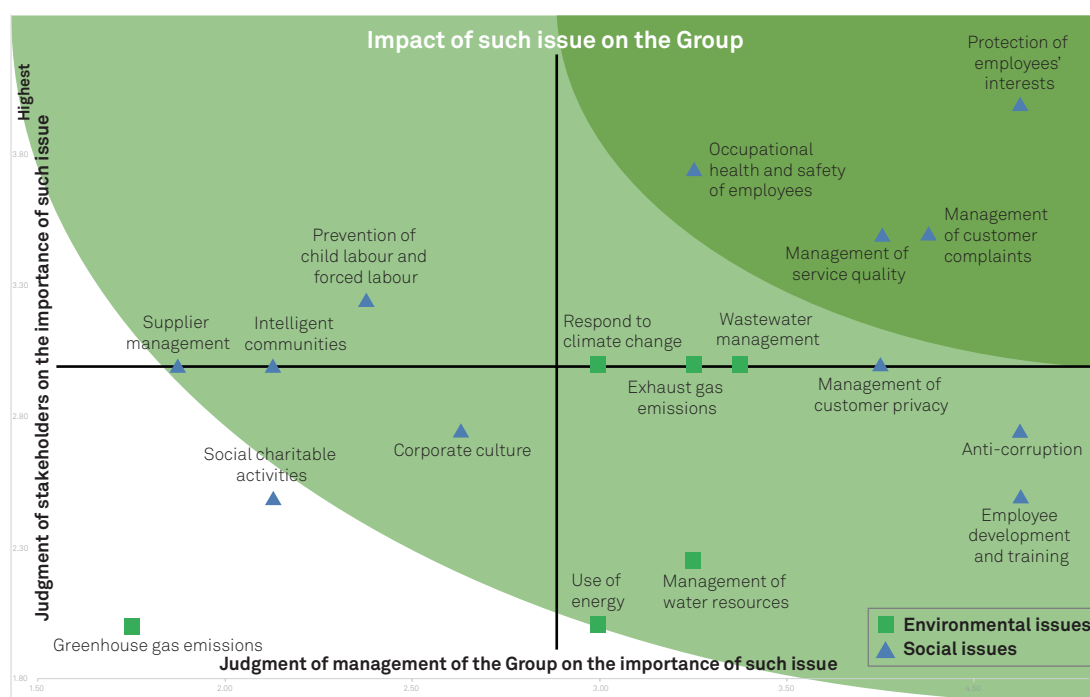 Impact of such issue on the Group
Highest
Judgment of stakeholders on the importance of such issue
3.80
3.30
2.80
2.30
1.80
Protection of
employees’
interests
Occupational
health and safety
of employees
Management
of customer
complaints
Management of
service quality
Prevention of
child labour and
forced labour
Supplier
management
Intelligent
communities
Respond to
climate change
Wastewater
management
Exhaust gas
emissions
Management of
customer privacy
Corporate culture
Anti-corruption
Social charitable
activities
Employee
development
and training
Use of
energy
Management of
water resources
Greenhouse gas emissions
Environmental issues
Social issues
Judgment of management of the Group on the importance of such issue
1.50
2.00
2.50
3.00
3.50
4.50